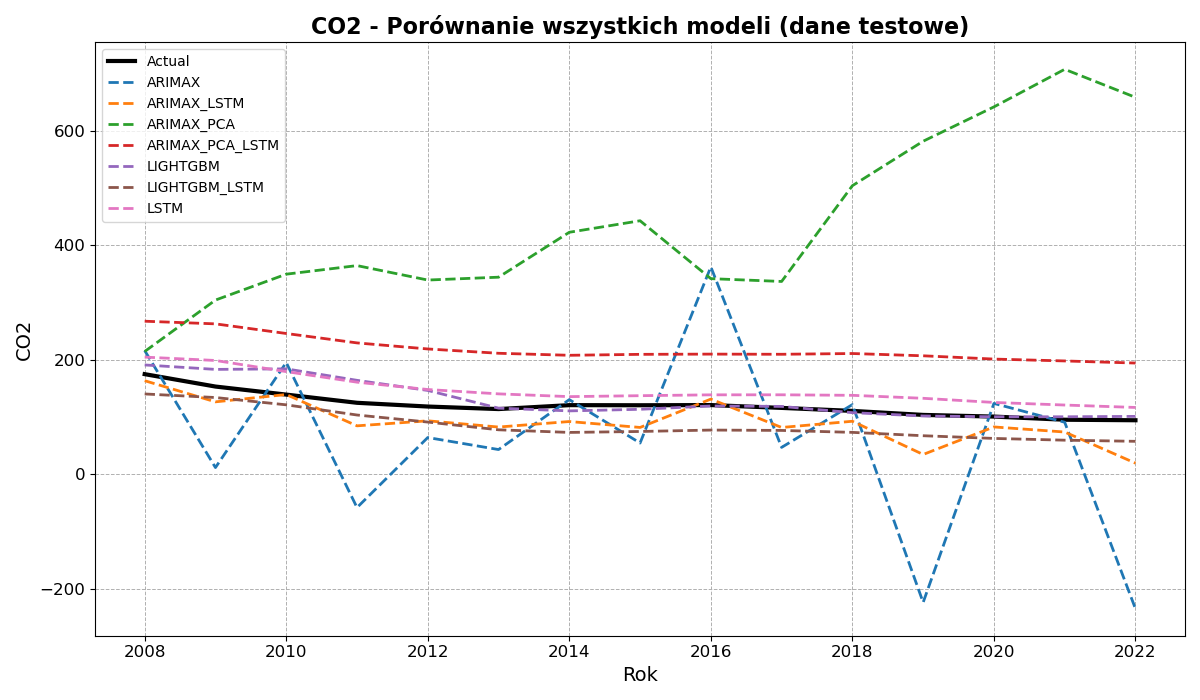 CO2 - Porównanie wszystkich modeli (dane testowe)
Actual
ARIMAX
ARIMAX_LSTM
ARIMAX_PCA
ARIMAX_PCA_LSTM
LIGHTGBM
LIGHTGBM_LSTM
LSTM
CO2
600
400
200
0
−200
2008 2010 2012 2014 2016 2018 2020 2022
Rok